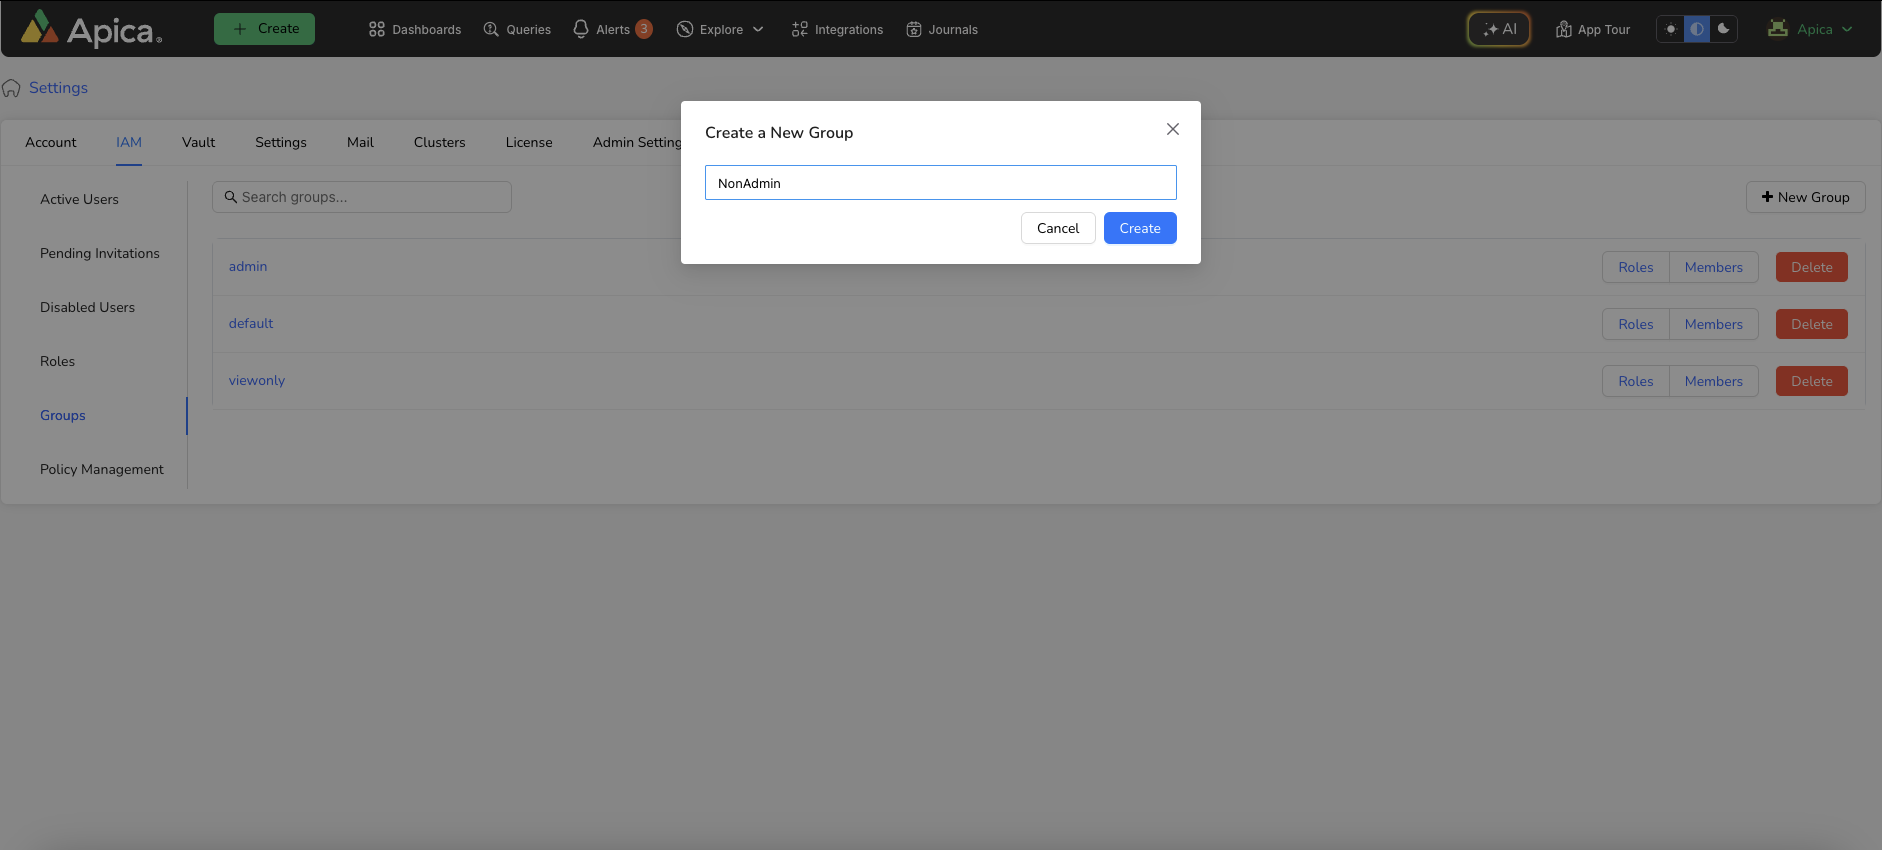 Apica
Create
Dashboards
Queries
Alerts 3
Explore
Integrations
Journals
AI
App Tour
Apica
Settings
Account
IAM
Vault
Settings
Mail
Clusters
License
Admin Setting
Create a New Group
NonAdmin
Cancel
Create
Active Users
Pending Invitations
Disabled Users
Roles
Groups
Policy Management
Search groups...
New Group
admin
Roles
Members
Delete
default
Roles
Members
Delete
viewonly
Roles
Members
Delete